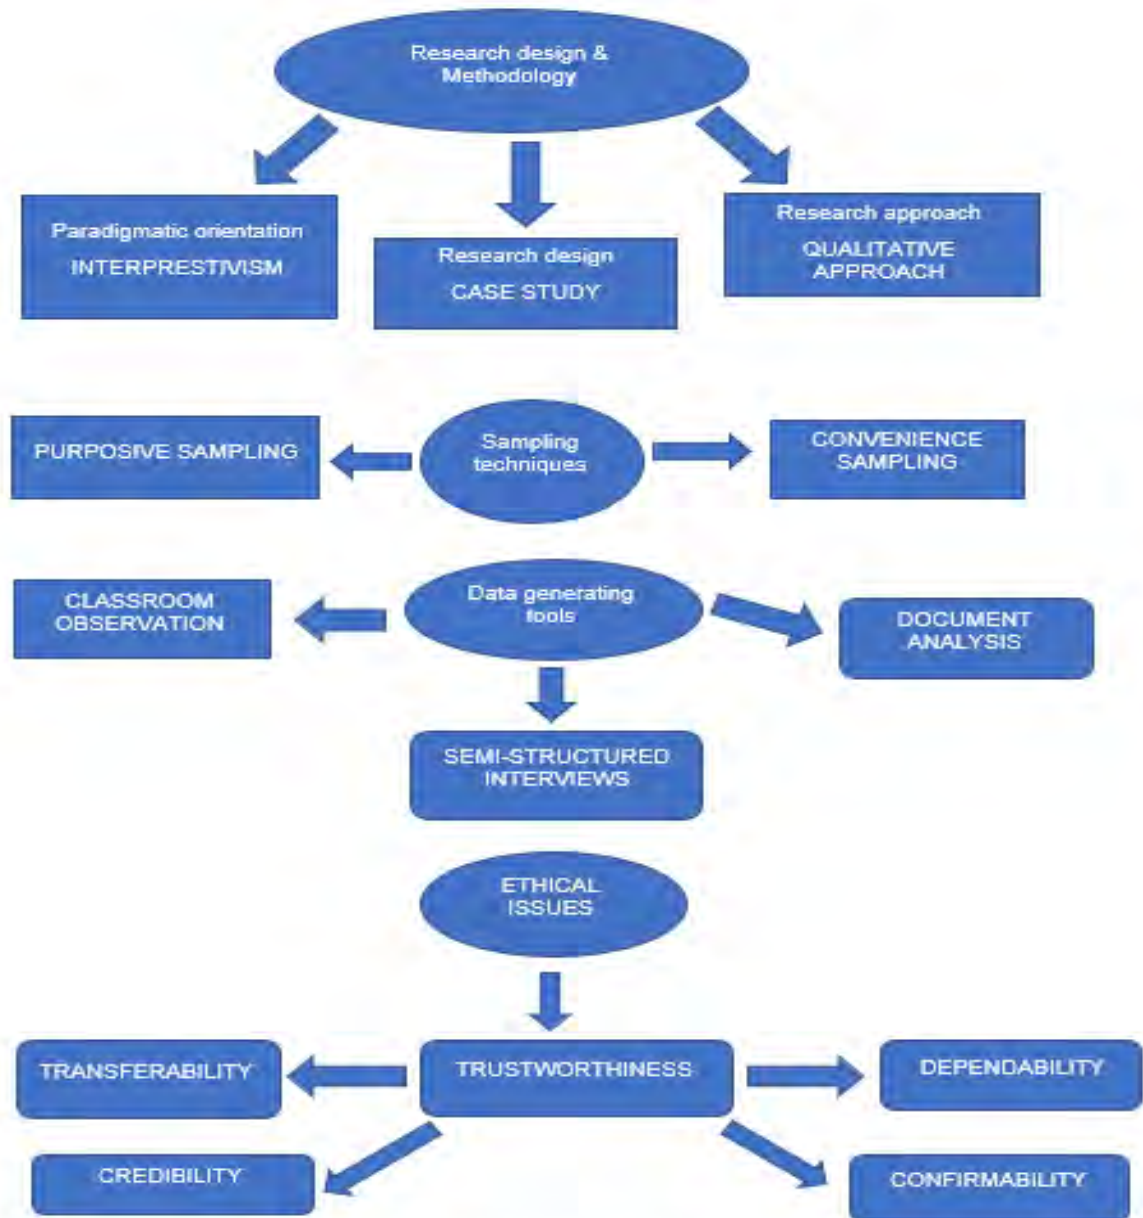 Research design &
Methodology
Paradigmatic orientation
INTERPRESTIVISM
Research design
CASE STUDY
Research approach
QUALITATIVE
APPROACH
PURPOSIVE SAMPLING
Sampling
techniques
CONVENIENCE
SAMPLING
CLASSROOM
OBSERVATION
Data generating
tools
DOCUMENT
ANALYSIS
SEMI-STRUCTURED
INTERVIEWS
ETHICAL
ISSUES
TRANSFERABILITY
TRUSTWORTHINESS
DEPENDABILITY
CREDIBILITY
CONFIRMABILITY